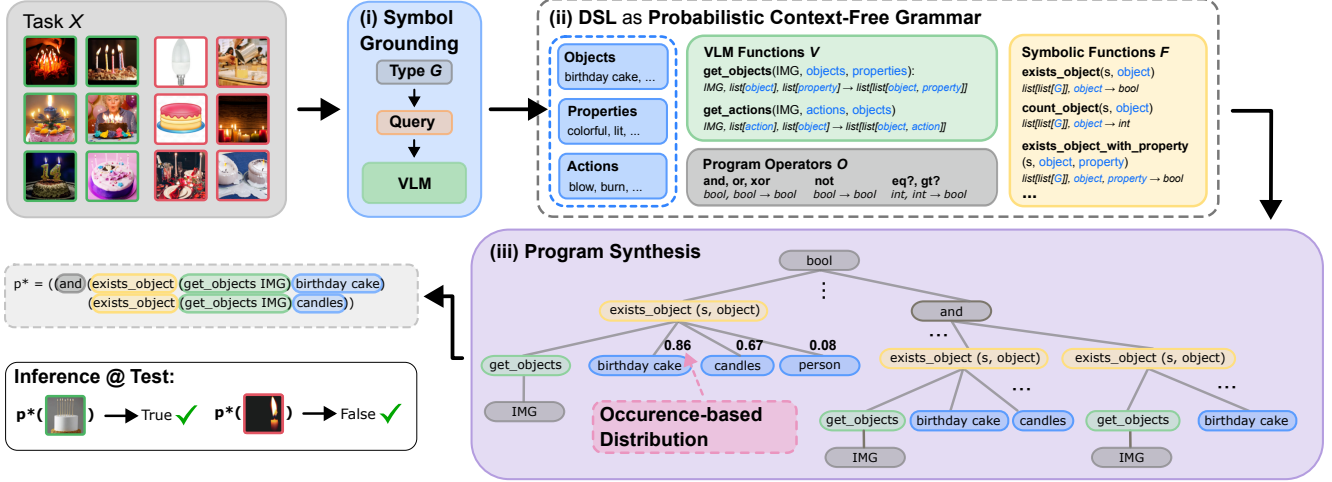 Task X
(i) Symbol
Grounding
Type G
Query
VLM
(ii) DSL as Probabilistic Context-Free Grammar
Objects
birthday cake, ...
Properties
colorful, lit, ...
Actions
blow, burn, ...
VLM Functions V
get_objects(IMG, objects, properties):
IMG, list[object], list[property] → list[list[object, property]]
get_actions(IMG, actions, objects)
IMG, list[action], list[object] → list[list[object, action]]
Program Operators O
and, or, xor not eq?, gt?
bool, bool → bool bool → bool int, int → bool
Symbolic Functions F
exists_object(s, object)
list[list[G]], object → bool
count_object(s, object)
list[list[G]], object → int
exists_object_with_property
(s, object, property)
list[list[G]], object, property → bool
...
(iii) Program Synthesis
bool
exists_object (s, object)
and
...
0.86 0.67 0.08
get_objects birthday cake candles person
exists_object (s, object) exists_object (s, object)
... ...
IMG
Occurence-based
Distribution
get_objects birthday cake candles get_objects birthday cake
IMG IMG
p* = ((and (exists_object (get_objects IMG) birthday cake)
(exists_object (get_objects IMG) candles))
Inference @ Test:
p*( ) True p*( ) False